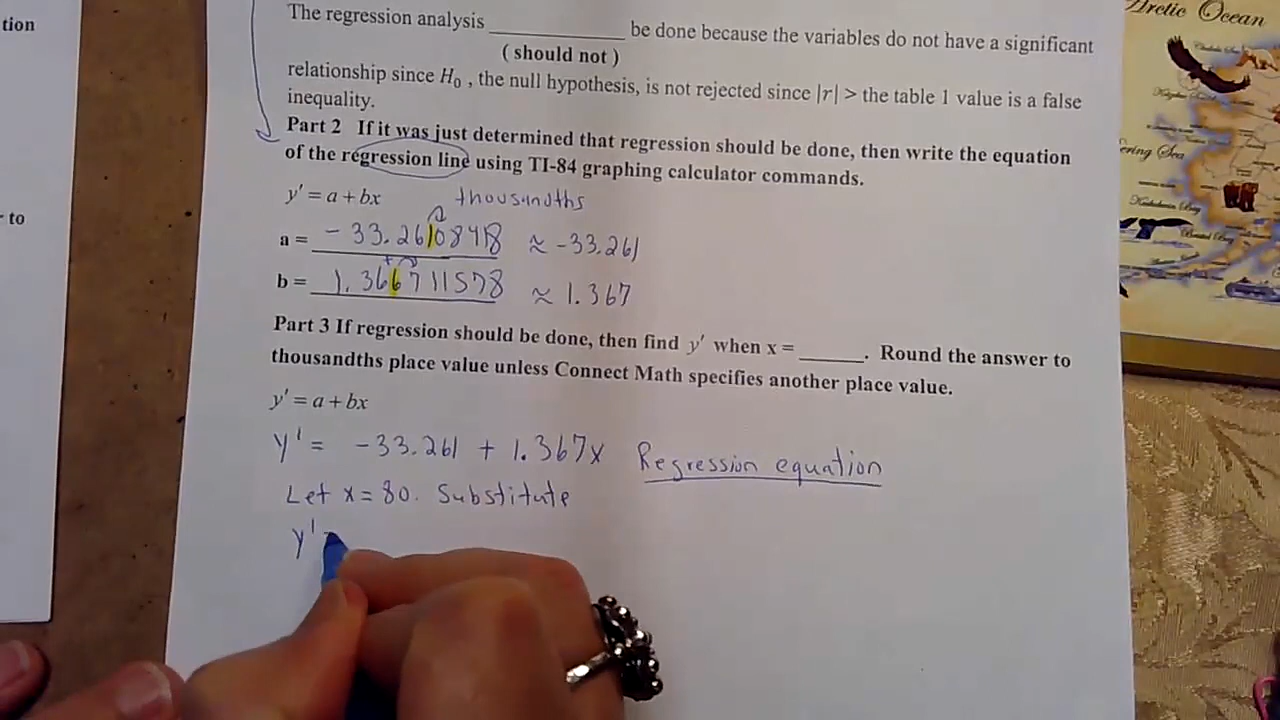 tion
- to
The regression analysis ____________ be done because the variables do not have a significant
( should not )
relationship since H₀ , the null hypothesis, is not rejected since |r| > the table 1 value is a false
inequality.
Part 2 If it was just determined that regression should be done, then write the equation
of the regression line using TI-84 graphing calculator commands.
y' = a + bx thousandths
a = -33.2610848 ≈ -33.261
b = 1.366711578 ≈ 1.367
Part 3 If regression should be done, then find y' when x = ______. Round the answer to
thousandths place value unless Connect Math specifies another place value.
y' = a + bx
y' = -33.261 + 1.367x Regression equation
Let x = 80. Substitute
y' =
Arctic Ocean
ering Sea